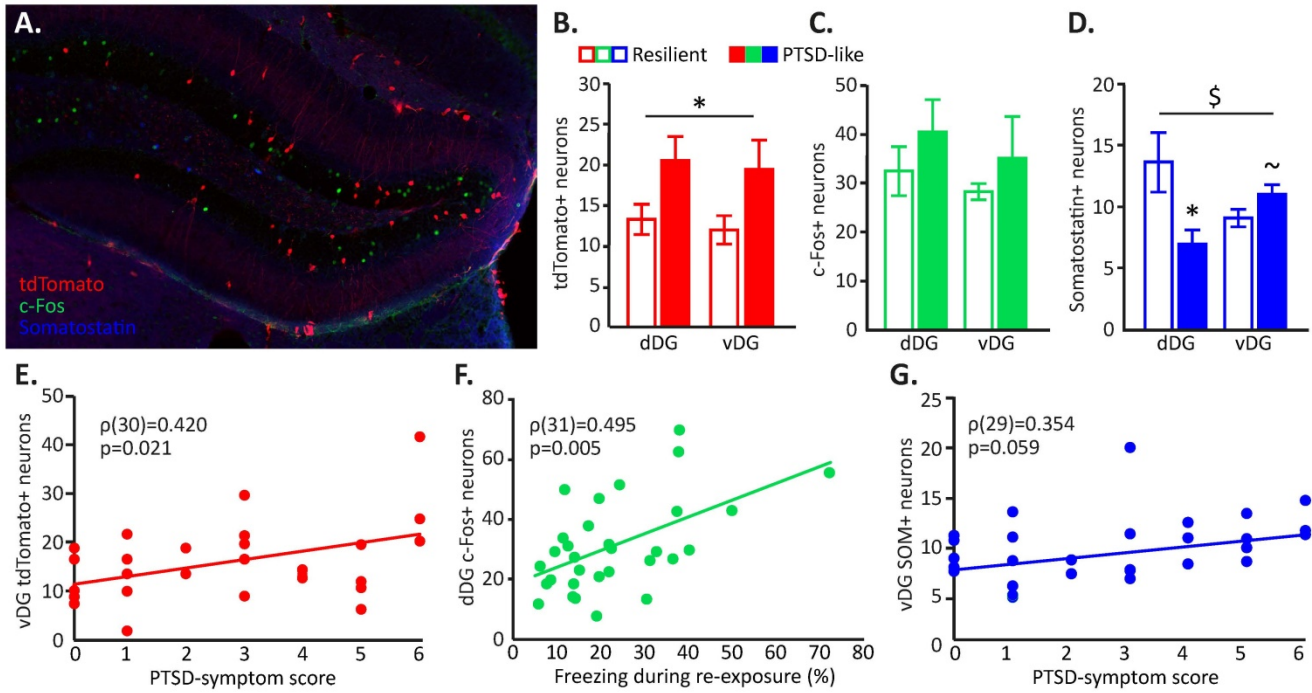 A.
tdTomato
c-Fos
Somatostatin
B.
C.
D.
Resilient
PTSD-like
tdTomato+ neurons
30
25
20
15
10
5
0
*
dDG
vDG
c-Fos+ neurons
50
40
30
20
10
0
dDG
vDG
Somatostatin+ neurons
20
15
10
5
0
$
*
~
dDG
vDG
E.
vDG tdTomato+ neurons
50
40
30
20
10
0
ρ(30)=0.420
p=0.021
0 1 2 3 4 5 6
PTSD-symptom score
F.
dDG c-Fos+ neurons
80
60
40
20
0
ρ(31)=0.495
p=0.005
0 10 20 30 40 50 60 70 80
Freezing during re-exposure (%)
G.
vDG SOM+ neurons
25
20
15
10
5
0
ρ(29)=0.354
p=0.059
0 1 2 3 4 5 6
PTSD-symptom score